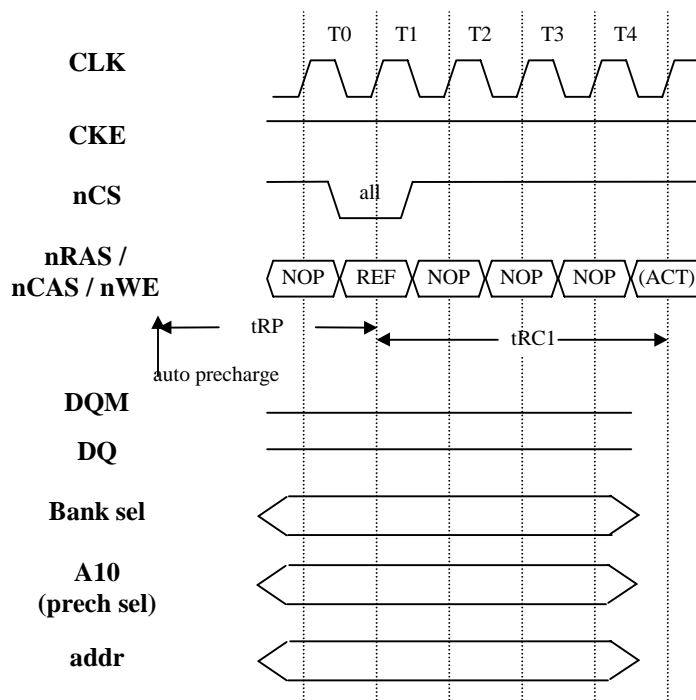 T0 T1 T2 T3 T4
CLK
CKE
nCS
all
nRAS /
nCAS / nWE
NOP REF NOP NOP NOP (ACT)
tRP
tRC1
auto precharge
DQM
DQ
Bank sel
A10
(prech sel)
addr